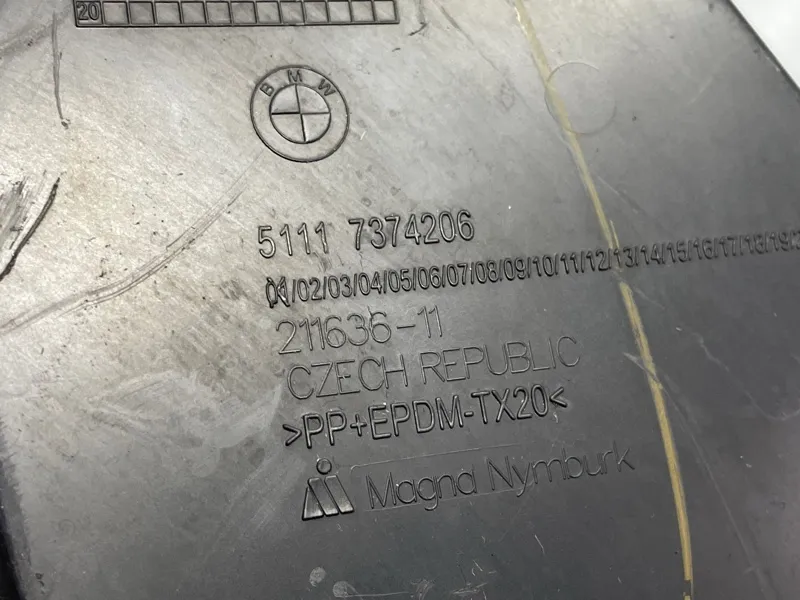 20
BMW
5111 7374206
01/02/03/04/05/06/07/08/09/10/11/12/13/14/15/16/17/18/19/
211636-11
CZECH REPUBLIC
>PP+EPDM-TX20<
Magna Nymburk